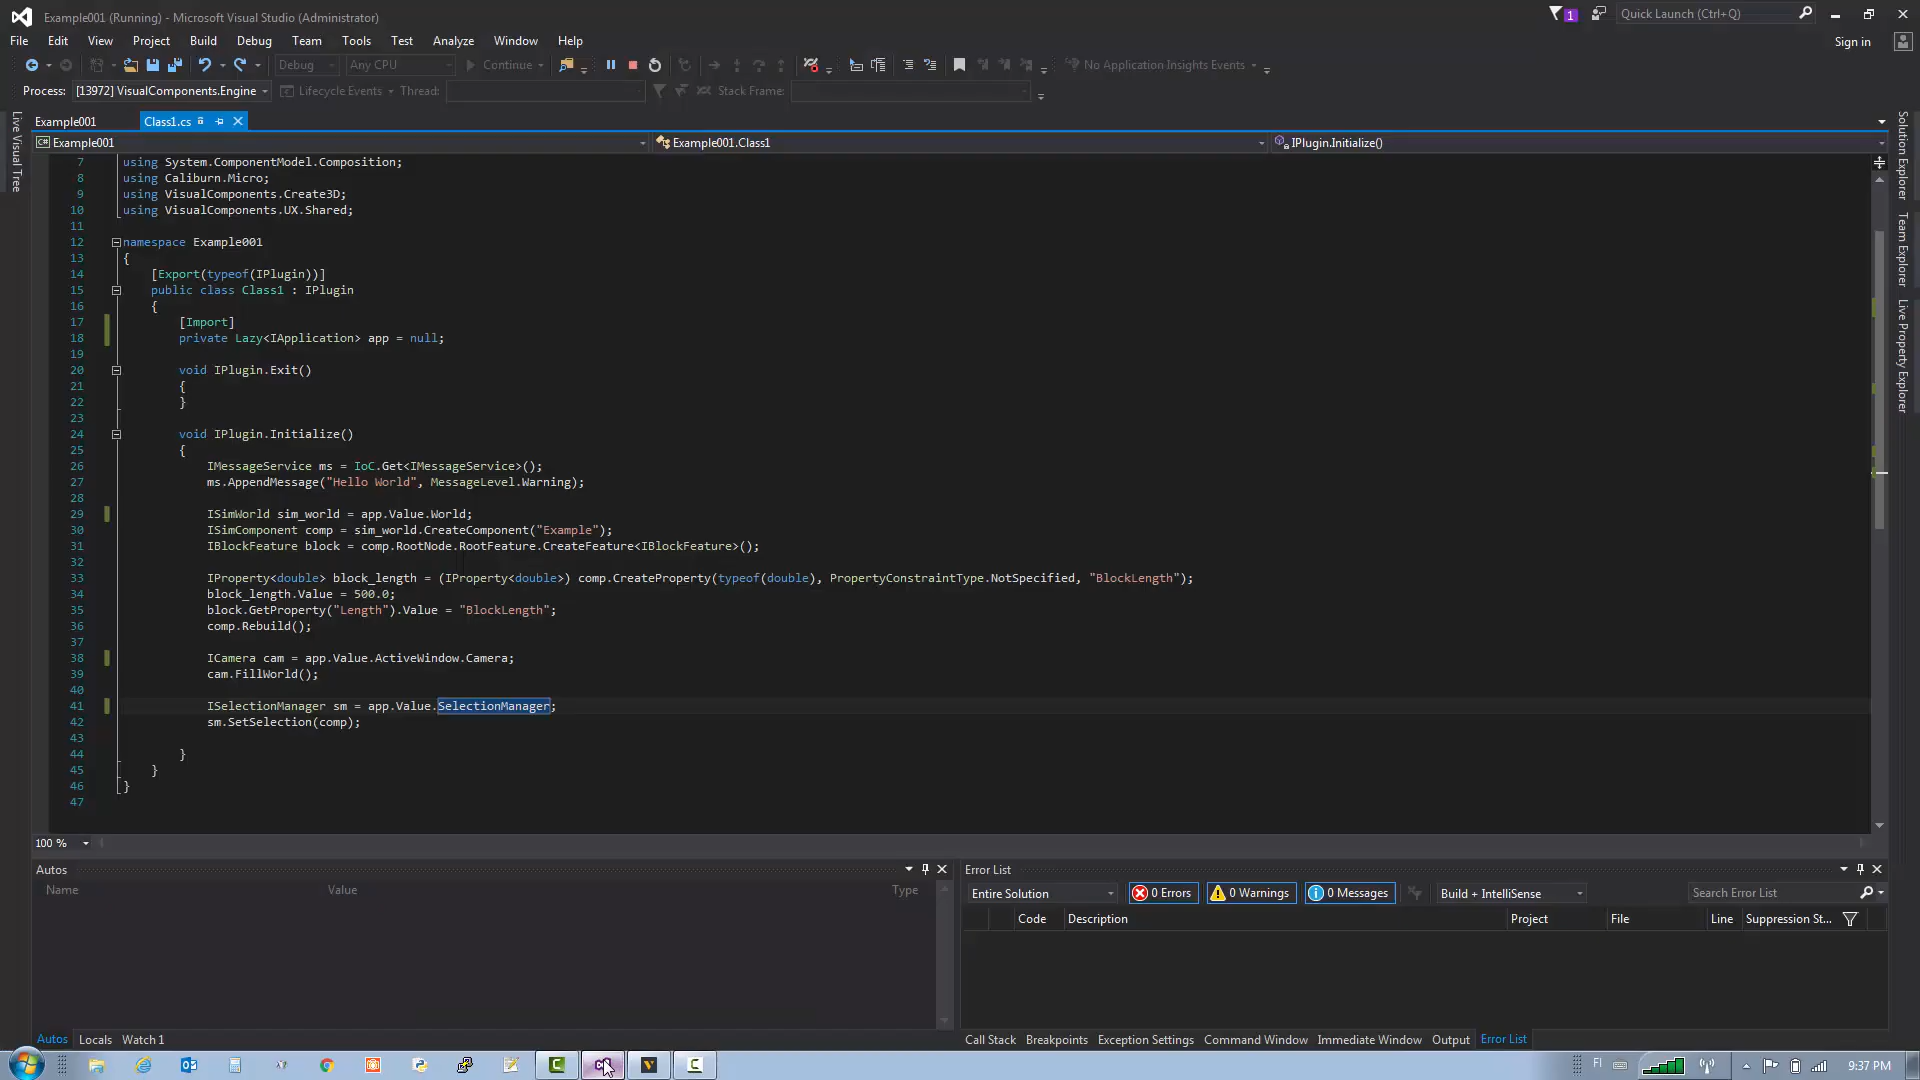 Example001 (Running) - Microsoft Visual Studio (Administrator)
1
Quick Launch (Ctrl+Q)
File Edit View Project Build Debug Team Tools Test Analyze Window Help
Sign in
Debug Any CPU Continue No Application Insights Events
Process: [13972] VisualComponents.Engine Lifecycle Events Thread: Stack Frame:
Live Visual Tree
Example001 Class1.cs
Example001 Example001.Class1 IPlugin.Initialize()
7 using System.ComponentModel.Composition;
8 using Caliburn.Micro;
9 using VisualComponents.Create3D;
10 using VisualComponents.UX.Shared;
11
12 namespace Example001
13 {
14 [Export(typeof(IPlugin))]
15 public class Class1 : IPlugin
16 {
17 [Import]
18 private Lazy<IApplication> app = null;
19
20 void IPlugin.Exit()
21 {
22 }
23
24 void IPlugin.Initialize()
25 {
26 IMessageService ms = IoC.Get<IMessageService>();
27 ms.AppendMessage("Hello World", MessageLevel.Warning);
28
29 ISimWorld sim_world = app.Value.World;
30 ISimComponent comp = sim_world.CreateComponent("Example");
31 IBlockFeature block = comp.RootNode.RootFeature.CreateFeature<IBlockFeature>();
32
33 IProperty<double> block_length = (IProperty<double>) comp.CreateProperty(typeof(double), PropertyConstraintType.NotSpecified, "BlockLength");
34 block_length.Value = 500.0;
35 block.GetProperty("Length").Value = "BlockLength";
36 comp.Rebuild();
37
38 ICamera cam = app.Value.ActiveWindow.Camera;
39 cam.FillWorld();
40
41 ISelectionManager sm = app.Value.SelectionManager;
42 sm.SetSelection(comp);
43
44 }
45 }
46 }
47
Solution Explorer
Team Explorer
Live Property Explorer
100 %
Autos
Name Value Type
Autos Locals Watch 1
Error List
Entire Solution 0 Errors 0 Warnings 0 Messages Build + IntelliSense Search Error List
Code Description Project File Line Suppression St...
Call Stack Breakpoints Exception Settings Command Window Immediate Window Output Error List
FI 9:37 PM